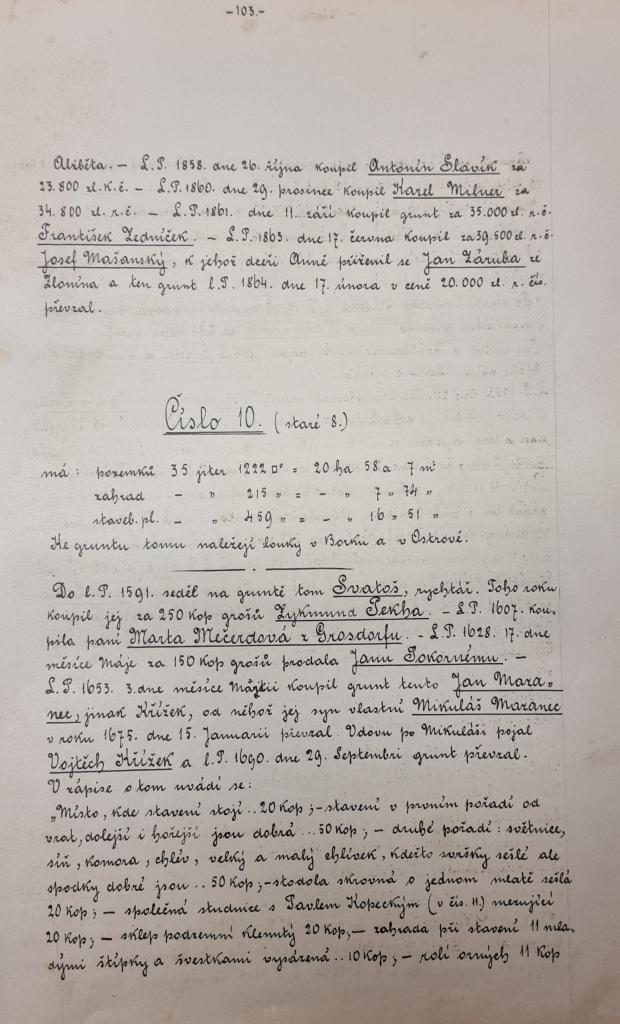 -103.-
Alžběta. - L.P. 1858. dne 26. října koupil Antonín Slavík za
23.800 zl. k.č. - L.P. 1860. dne 29. prosince koupil Karel Milner za
34.800 zl. r.č. - L.P. 1861. dne 11. září koupil grunt za 35.000 zl. r.č.
František Zedníček. - L.P. 1863. dne 17. června koupil za 39.500 zl. r.č.
Josef Mašanský, k jehož dceři Anně přiženil se Jan Záruba ze
Zlonína a ten grunt l.P. 1864. dne 17. února v ceně 20.000 zl. r. čís.
převzal.
Číslo 10. (staré 8.)
má: pozemků 35 jiter 1222 □° = 20 ha 58 a 7 m²
zahrad - „ 215 „ = - „ 7 „ 74 „
staveb. pl. - „ 459 „ = - „ 16 „ 51 „
Ke gruntu tomu náležejí louky v Borku a v Ostrově.
Do l.P. 1591. seděl na gruntě tom Svatoš, rychtář. Toho roku
koupil jej za 250 kop grošů Zykmund Pekha. - L.P. 1607. kou-
pila paní Marta Mečerdová z Grosdorfu. - L.P. 1628. 17. dne
měsíce Máje za 150 kop grošů prodala Janu Pokornému. -
L.P. 1653. 3. dne měsíce Májii koupil grunt tento Jan Mara„
nec, jinak Křížek, od něhož jej syn vlastní Mikuláš Maranec
v roku 1675. dne 15. Januarii převzal. Vdovu po Mikuláši pojal
Vojtěch Křížek a l.P. 1690. dne 29. Septembri grunt převzal.
V zápise o tom uvádí se:
„Místo, kde stavení stojí .. 20 kop; - stavení v prvním pořadí od
vrat, dolejší i hořejší jsou dobrá ... 50 kop; - druhé pořadí: světnice,
síň, komora, chlév, velký a malý chlívek, kdežto svršky sešlé ale
spodky dobré jsou .. 50 kop; - stodola skrovná o jednom mlatě sešlá
20 kop; - společná studnice s Pavlem Kopeckým (v čís. 11.) merující
20 kop; - sklep podzemní klenutý 20 kop; - zahrada při stavení 11 mla-
dými štípky a švestkami vysázená .. 10 kop; - rolí orných 11 kop